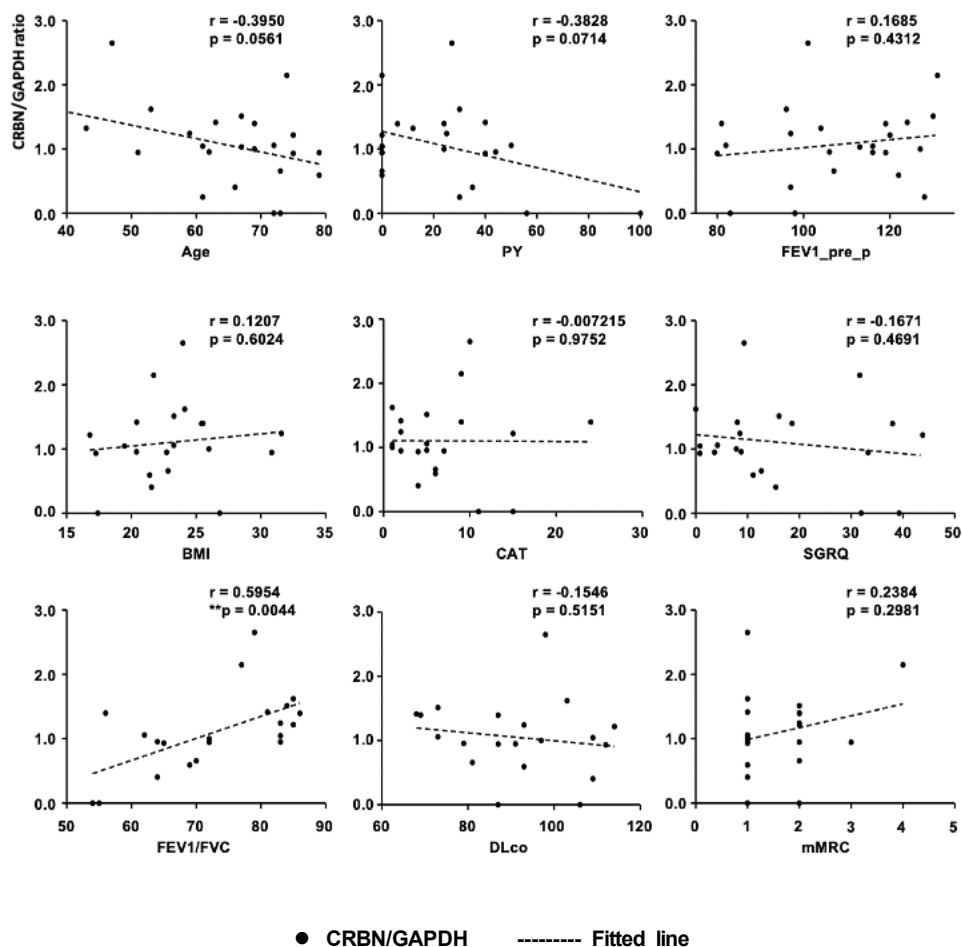 r = -0.3950
p = 0.0561
r = -0.3828
p = 0.0714
r = 0.1685
p = 0.4312
CRBN/GAPDH ratio
3.0
2.0
1.0
0.0
40 50 60 70 80
Age
3.0
2.0
1.0
0.0
0 20 40 60 80 100
PY
3.0
2.0
1.0
0.0
80 100 120
FEV1_pre_p
r = 0.1207
p = 0.6024
r = -0.007215
p = 0.9752
r = -0.1671
p = 0.4691
3.0
2.0
1.0
0.0
15 20 25 30 35
BMI
3.0
2.0
1.0
0.0
0 10 20 30
CAT
3.0
2.0
1.0
0.0
0 10 20 30 40 50
SGRQ
r = 0.5954
**p = 0.0044
r = -0.1546
p = 0.5151
r = 0.2384
p = 0.2981
3.0
2.0
1.0
0.0
50 60 70 80 90
FEV1/FVC
3.0
2.0
1.0
0.0
60 80 100 120
DLco
3.0
2.0
1.0
0.0
0 1 2 3 4 5
mMRC
CRBN/GAPDH Fitted line